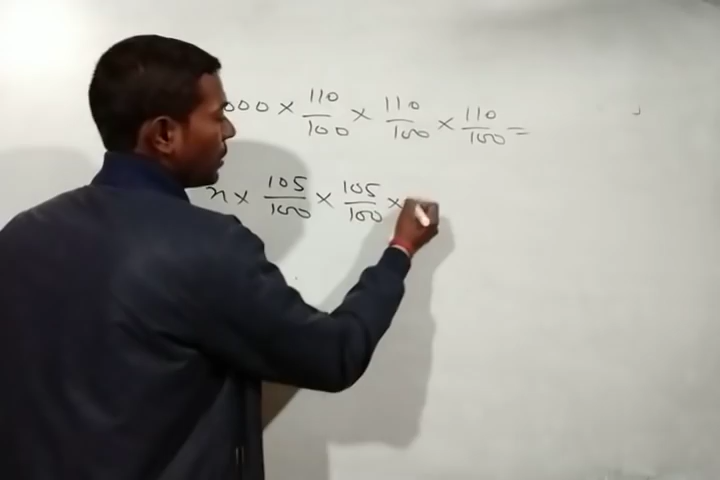 000 × 110/100 × 110/100 × 110/100 =
x × 105/100 × 105/100 ×